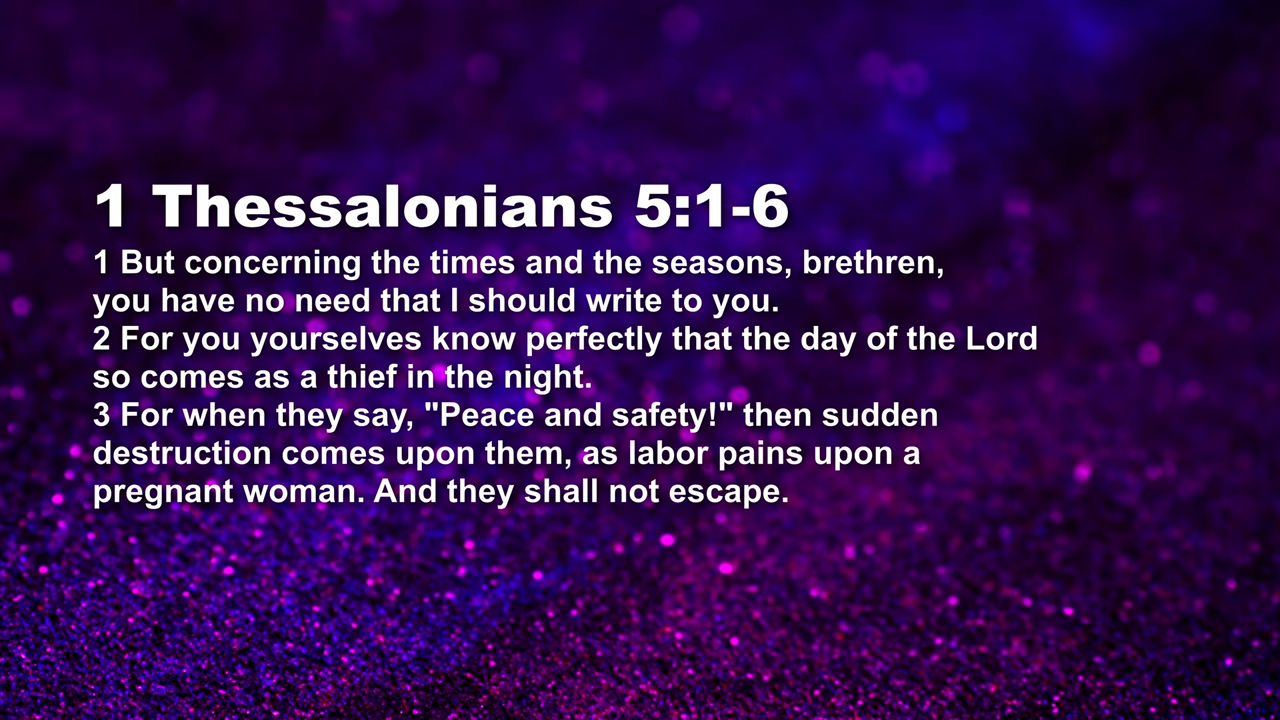 1 Thessalonians 5:1-6
1 But concerning the times and the seasons, brethren,
you have no need that I should write to you.
2 For you yourselves know perfectly that the day of the Lord
so comes as a thief in the night.
3 For when they say, "Peace and safety!" then sudden
destruction comes upon them, as labor pains upon a
pregnant woman. And they shall not escape.